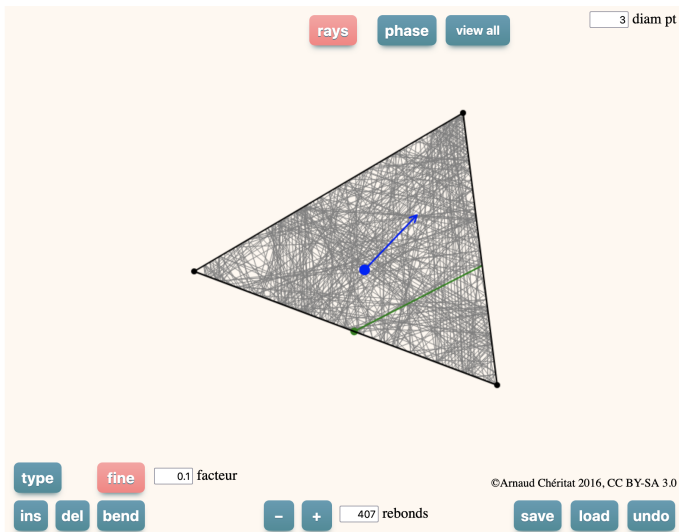 rays phase view all 3 diam pt
type fine 0.1 facteur
©Arnaud Chéritat 2016, CC BY-SA 3.0
ins del bend − + 407 rebonds save load undo